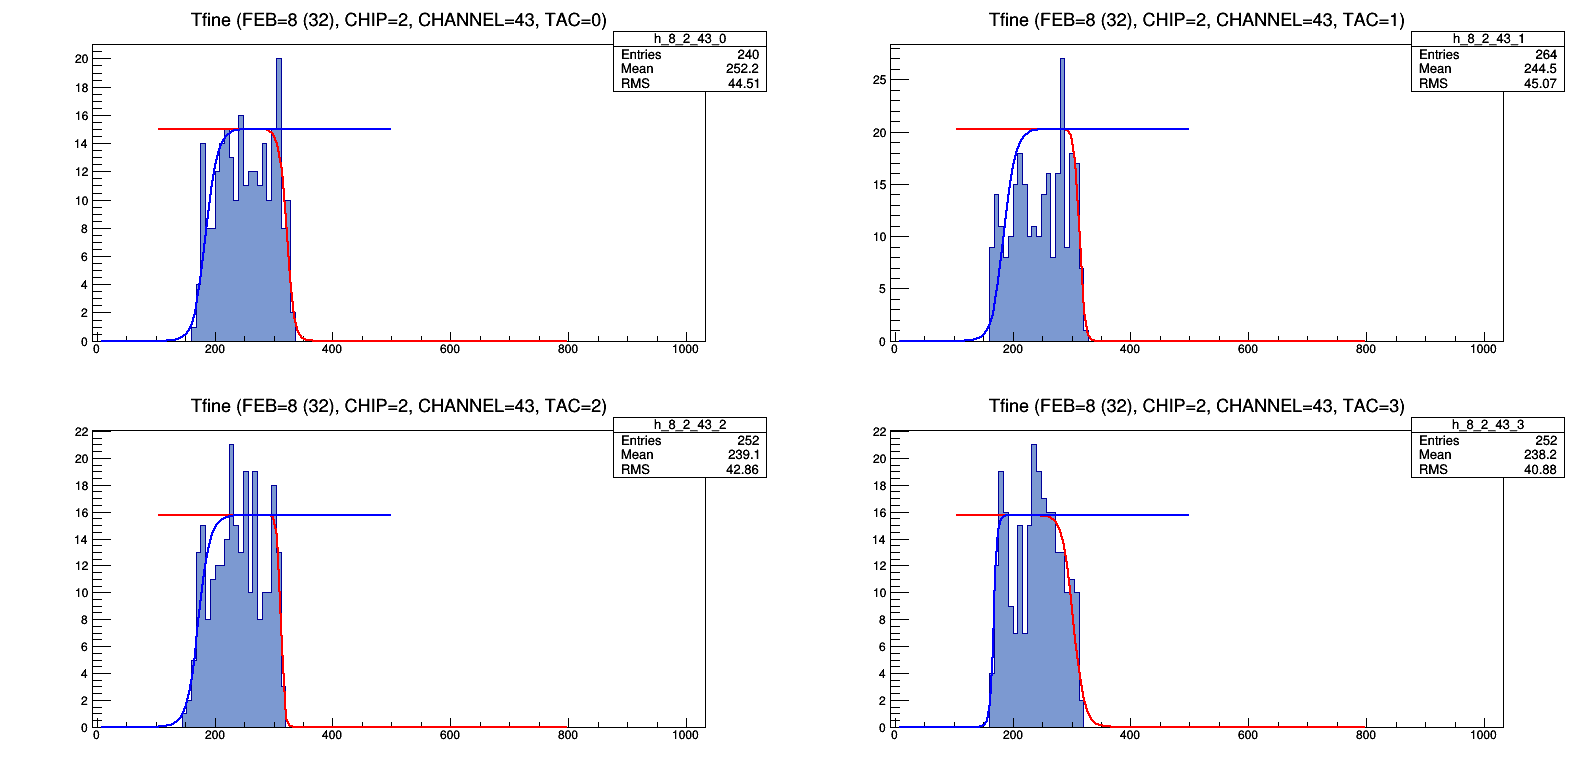 Tfine (FEB=8 (32), CHIP=2, CHANNEL=43, TAC=0)
h_8_2_43_0
Entries 240
Mean 252.2
RMS 44.51
20
18
16
14
12
10
8
6
4
2
0
0 200 400 600 800 1000
Tfine (FEB=8 (32), CHIP=2, CHANNEL=43, TAC=1)
h_8_2_43_1
Entries 264
Mean 244.5
RMS 45.07
25
20
15
10
5
0
0 200 400 600 800 1000
Tfine (FEB=8 (32), CHIP=2, CHANNEL=43, TAC=2)
h_8_2_43_2
Entries 252
Mean 239.1
RMS 42.86
22
20
18
16
14
12
10
8
6
4
2
0
0 200 400 600 800 1000
Tfine (FEB=8 (32), CHIP=2, CHANNEL=43, TAC=3)
h_8_2_43_3
Entries 252
Mean 238.2
RMS 40.88
22
20
18
16
14
12
10
8
6
4
2
0
0 200 400 600 800 1000